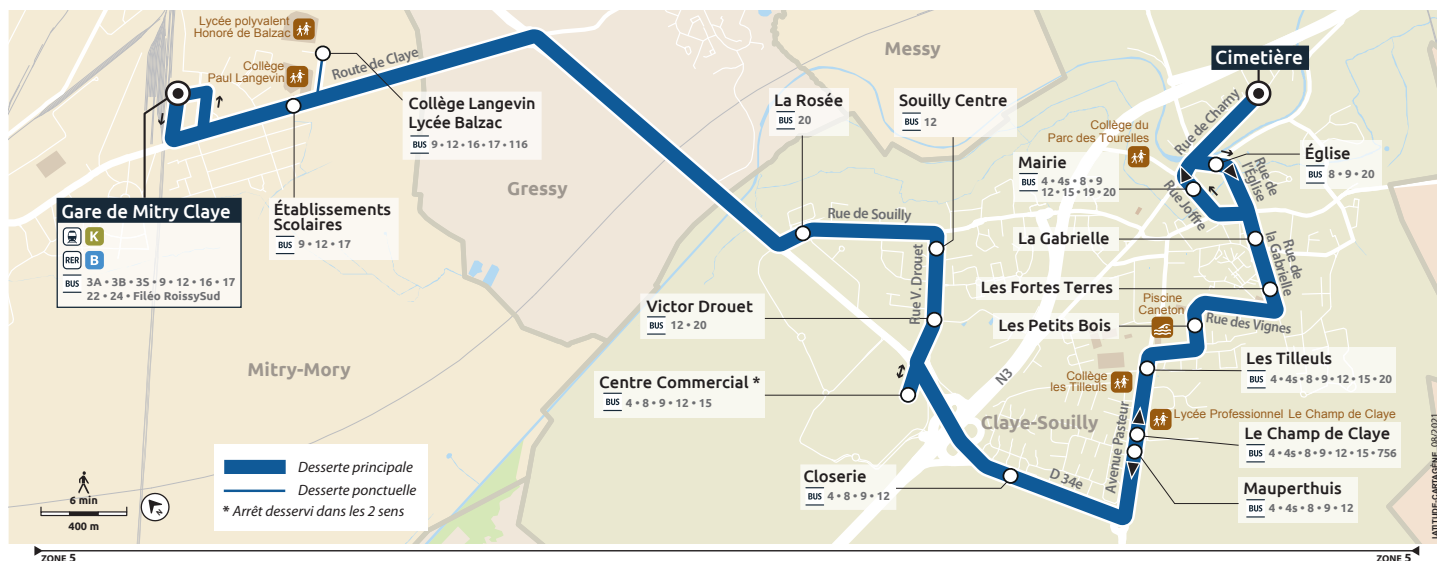 Lycée polyvalent
Honoré de Balzac
Collège
Paul Langevin
Route de Claye
Collège Langevin
Lycée Balzac
BUS 9 • 12 • 16 • 17 • 116
Gare de Mitry Claye
K
RER B
BUS 3A • 3B • 3S • 9 • 12 • 16 • 17
22 • 24 • Filéo RoissySud
Établissements
Scolaires
BUS 9 • 12 • 17
Gressy
Messy
Mitry-Mory
La Rosée
BUS 20
Souilly Centre
BUS 12
Rue de Souilly
Rue V. Drouet
Victor Drouet
BUS 12 • 20
Centre Commercial *
BUS 4 • 8 • 9 • 12 • 15
N3
Claye-Souilly
Closerie
BUS 4 • 8 • 9 • 12
D 34e
Avenue Pasteur
Cimetière
Rue de Charny
Collège du
Parc des Tourelles
Mairie
BUS 4 • 4s • 8 • 9
12 • 15 • 19 • 20
Église
BUS 8 • 9 • 20
Rue de
l'Église
Rue Joffre
La Gabrielle
Rue de
la Gabrielle
Les Fortes Terres
Piscine
Caneton
Les Petits Bois
Rue des Vignes
Les Tilleuls
BUS 4 • 4s • 8 • 9 • 12 • 15 • 20
Collège
les Tilleuls
Lycée Professionnel Le Champ de Claye
Le Champ de Claye
BUS 4 • 4s • 8 • 9 • 12 • 15 • 756
Mauperthuis
BUS 4 • 4s • 8 • 9 • 12
6 min
400 m
Desserte principale
Desserte ponctuelle
* Arrêt desservi dans les 2 sens
LATITUDE-CARTAGÈNE 08/2021
ZONE 5
ZONE 5